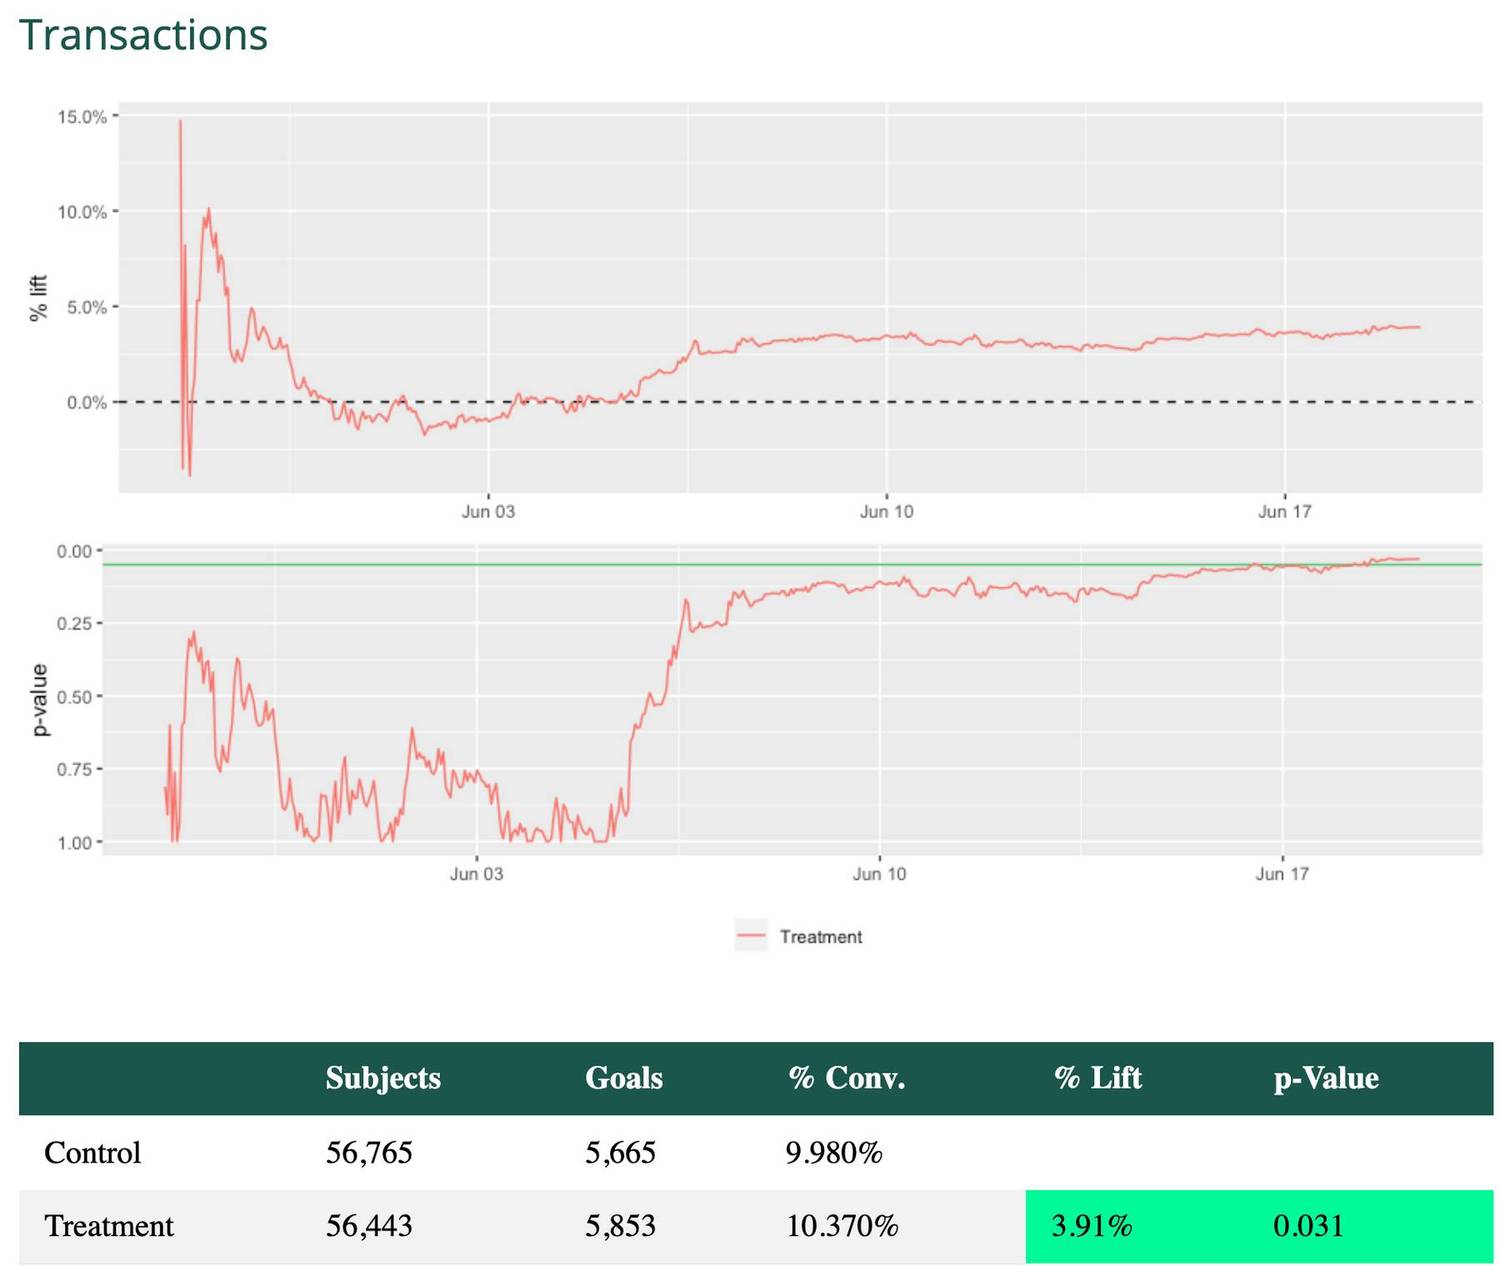 Transactions
15.0%
10.0%
5.0%
0.0%
% lift
Jun 03 Jun 10 Jun 17
0.00
0.25
0.50
0.75
1.00
p-value
Jun 03 Jun 10 Jun 17
Treatment
Subjects Goals % Conv. % Lift p-Value
Control 56,765 5,665 9.980%
Treatment 56,443 5,853 10.370% 3.91% 0.031